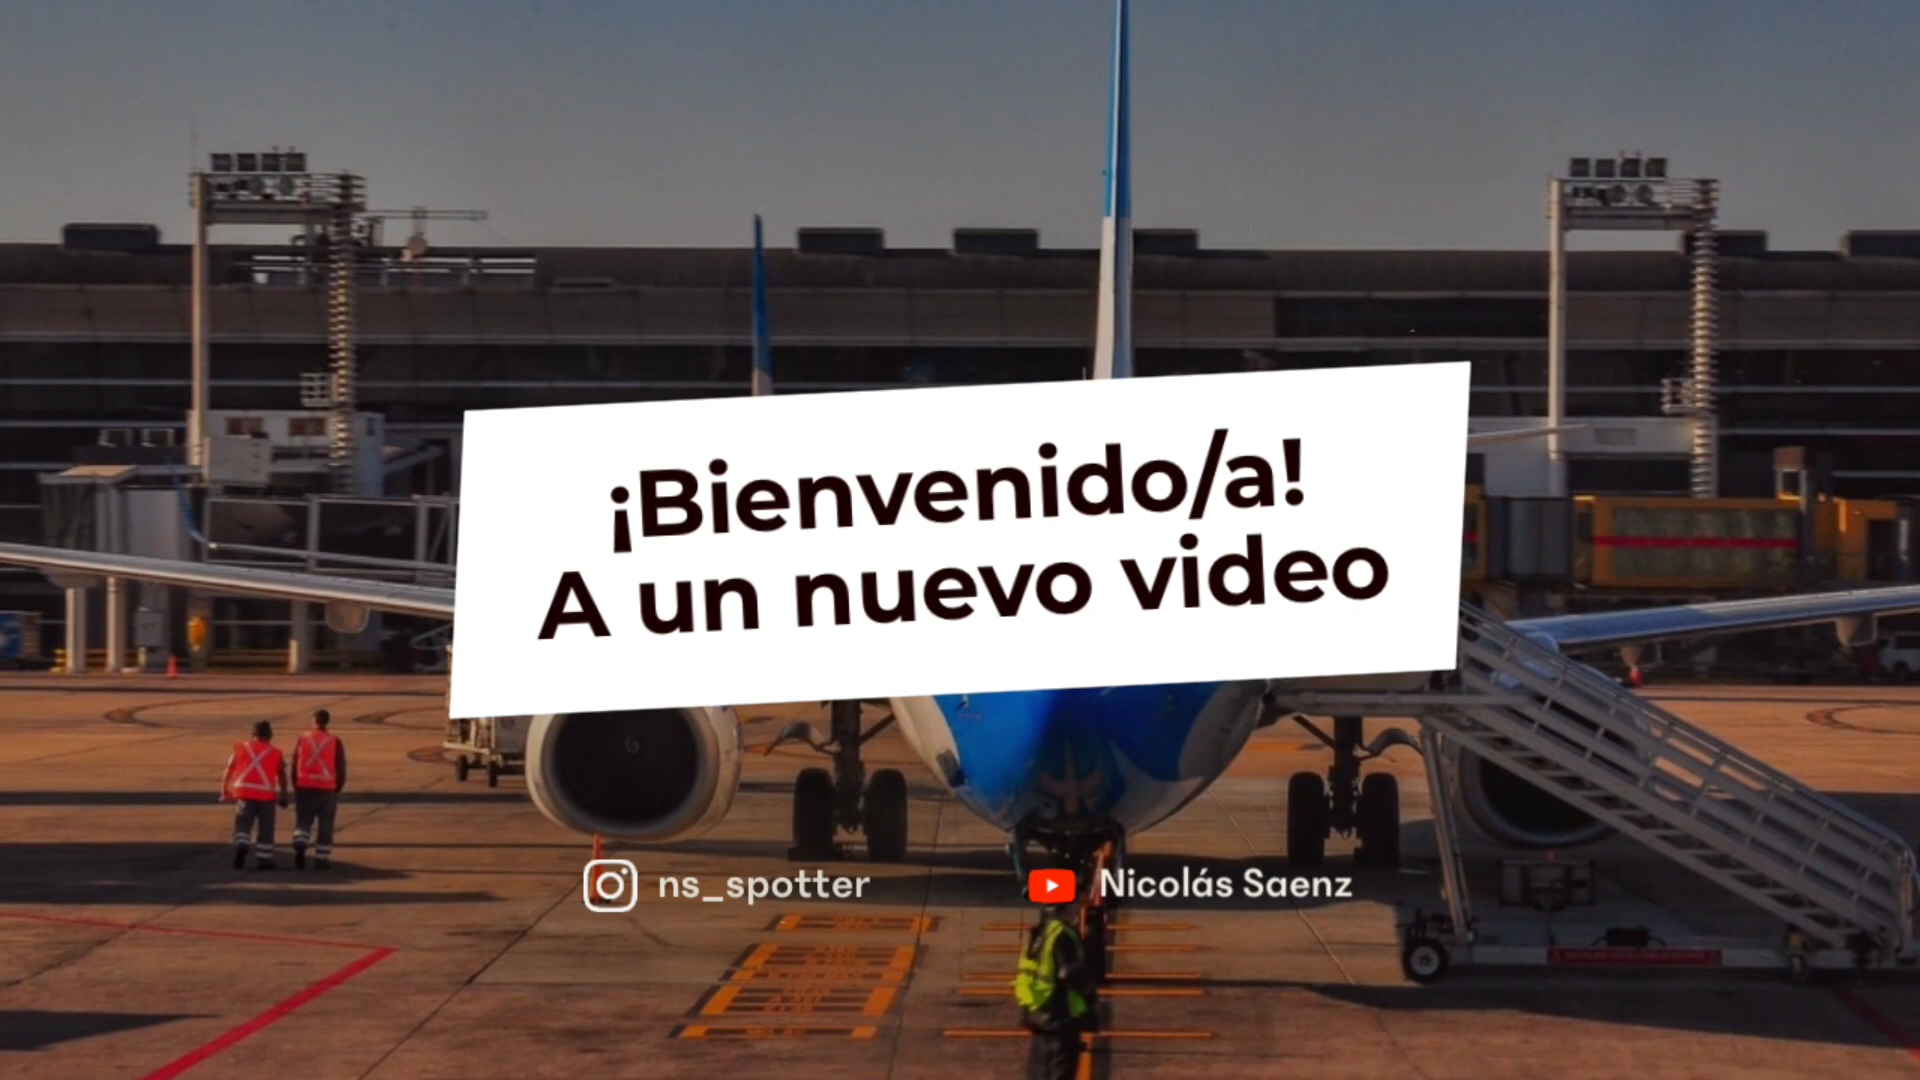 ¡Bienvenido/a!
A un nuevo video
ns_spotter
Nicolás Saenz